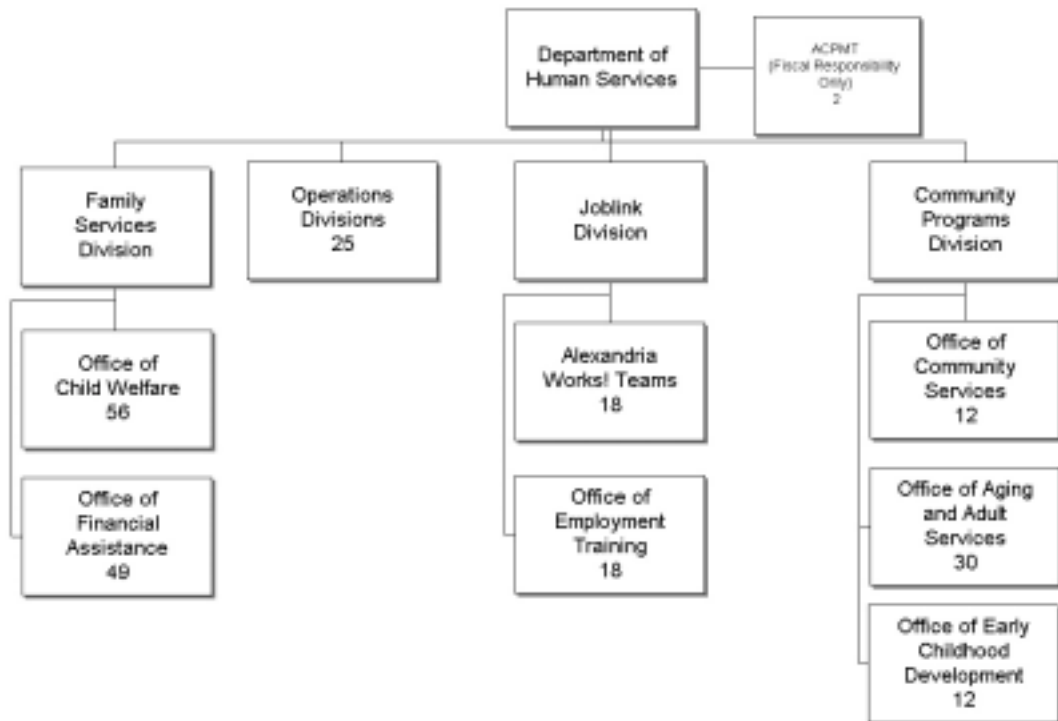 Department of
Human Services
ACPMT
(Fiscal Responsibility
Only)
2
Family
Services
Division
Operations
Divisions
25
Joblink
Division
Community
Programs
Division
Office of
Child Welfare
56
Alexandria
Works! Teams
18
Office of
Community
Services
12
Office of
Financial
Assistance
49
Office of
Employment
Training
18
Office of Aging
and Adult
Services
30
Office of Early
Childhood
Development
12